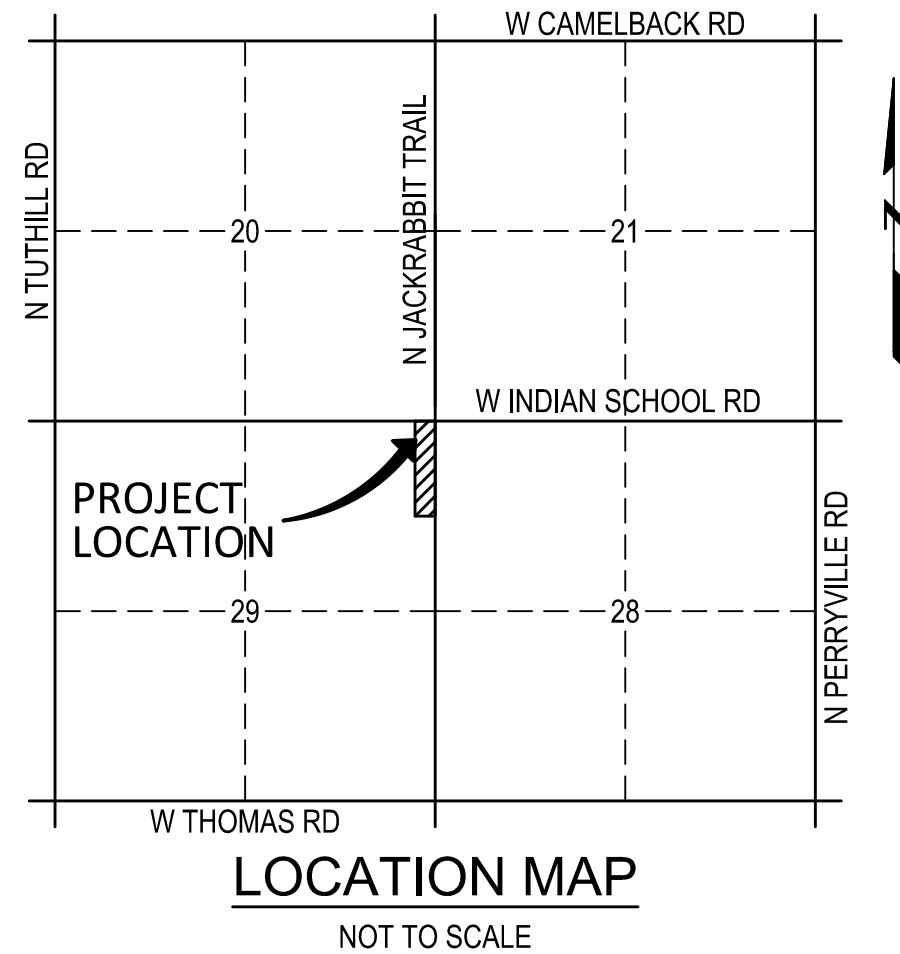 W CAMELBACK RD
N TUTHILL RD
N JACKRABBIT TRAIL
20
21
W INDIAN SCHOOL RD
PROJECT
LOCATION
29
28
N PERRYVILLE RD
W THOMAS RD
LOCATION MAP
NOT TO SCALE